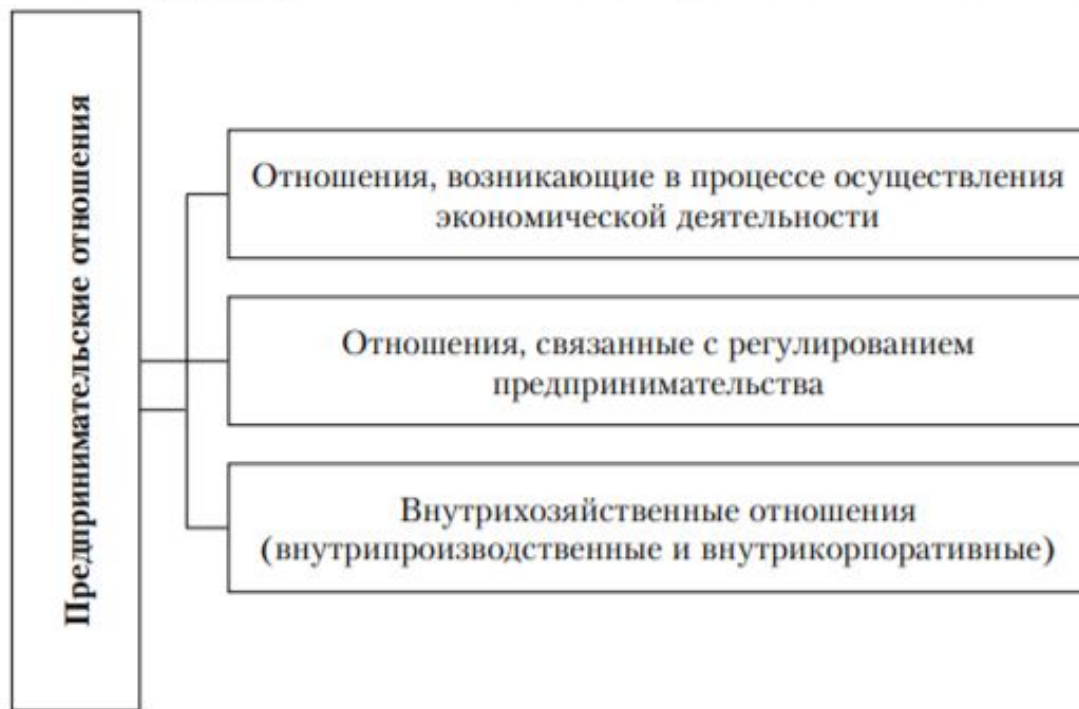 Предпринимательские отношения
Отношения, возникающие в процессе осуществления
экономической деятельности
Отношения, связанные с регулированием
предпринимательства
Внутрихозяйственные отношения
(внутрипроизводственные и внутрикорпоративные)